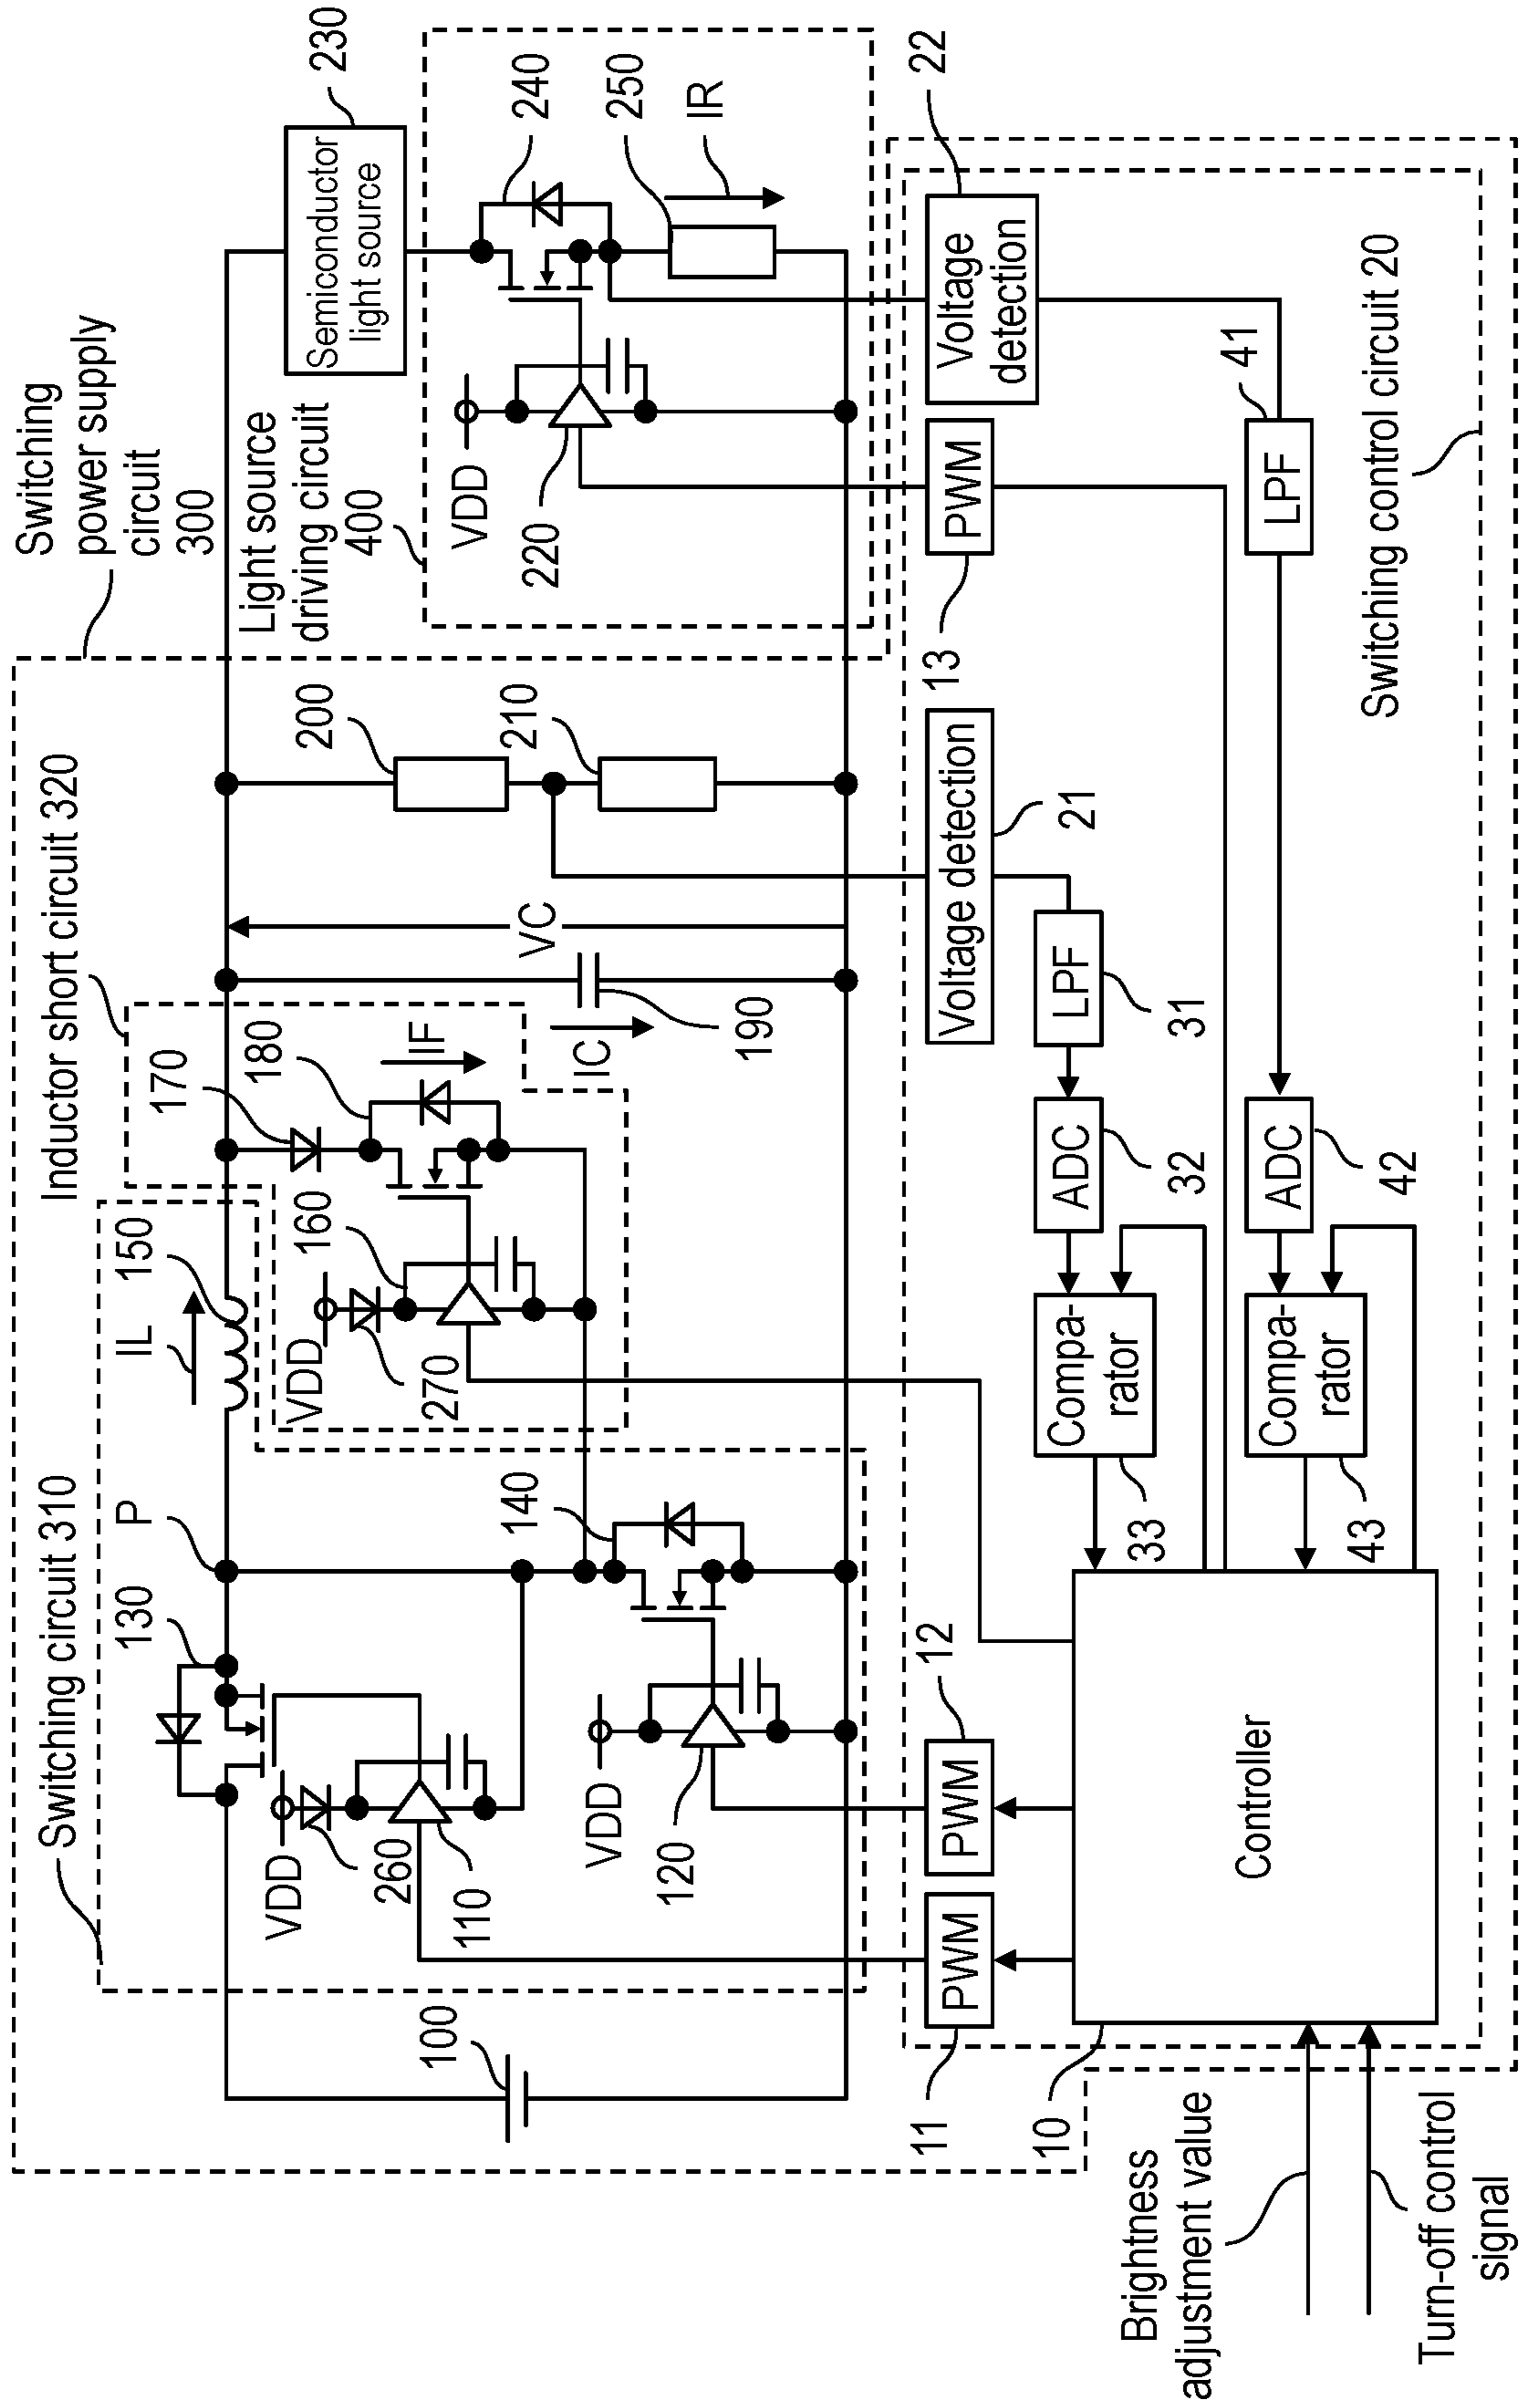 Switching
power supply
circuit
300
Inductor short circuit 320
Switching circuit 310
Light source
driving circuit
400
230
Semiconductor
light source
240
250
IR
22
VDD
220
200
210
VC
IC
190
170
180
IF
160
VDD
270
150
IL
P
130
140
VDD
260
110
VDD
120
100
Voltage
detection
PWM
13
Voltage detection
21
12
PWM
PWM
11
LPF
41
LPF
31
ADC
32
ADC
42
Compa-
rator
33
Compa-
rator
43
Controller
10
Switching control circuit 20
Brightness
adjustment value
Turn-off control
signal